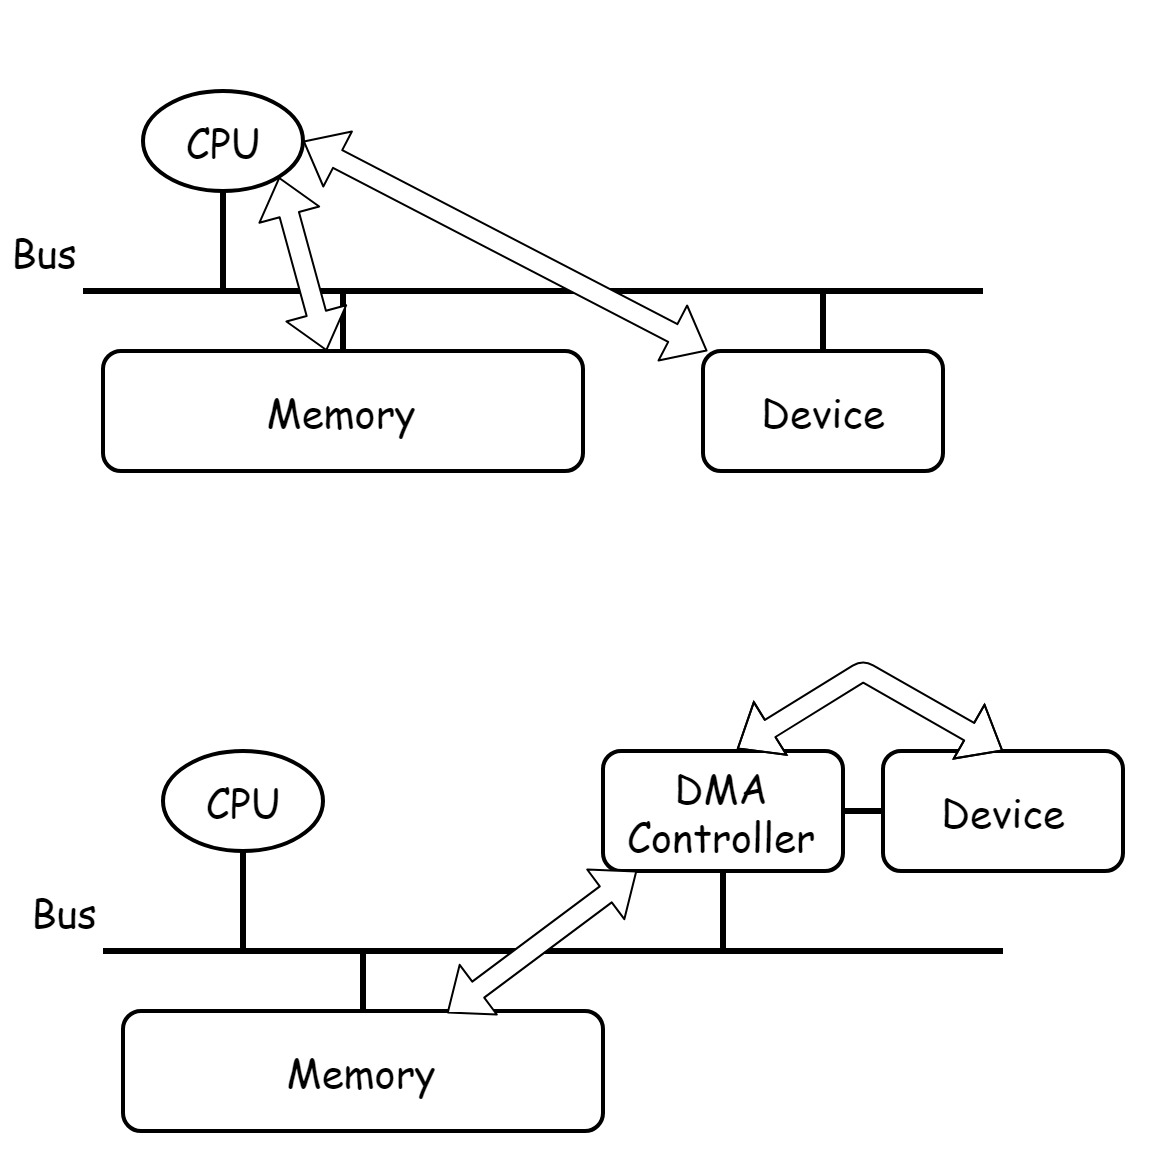 CPU
Bus
Memory
Device
CPU
DMA
Controller
Device
Bus
Memory